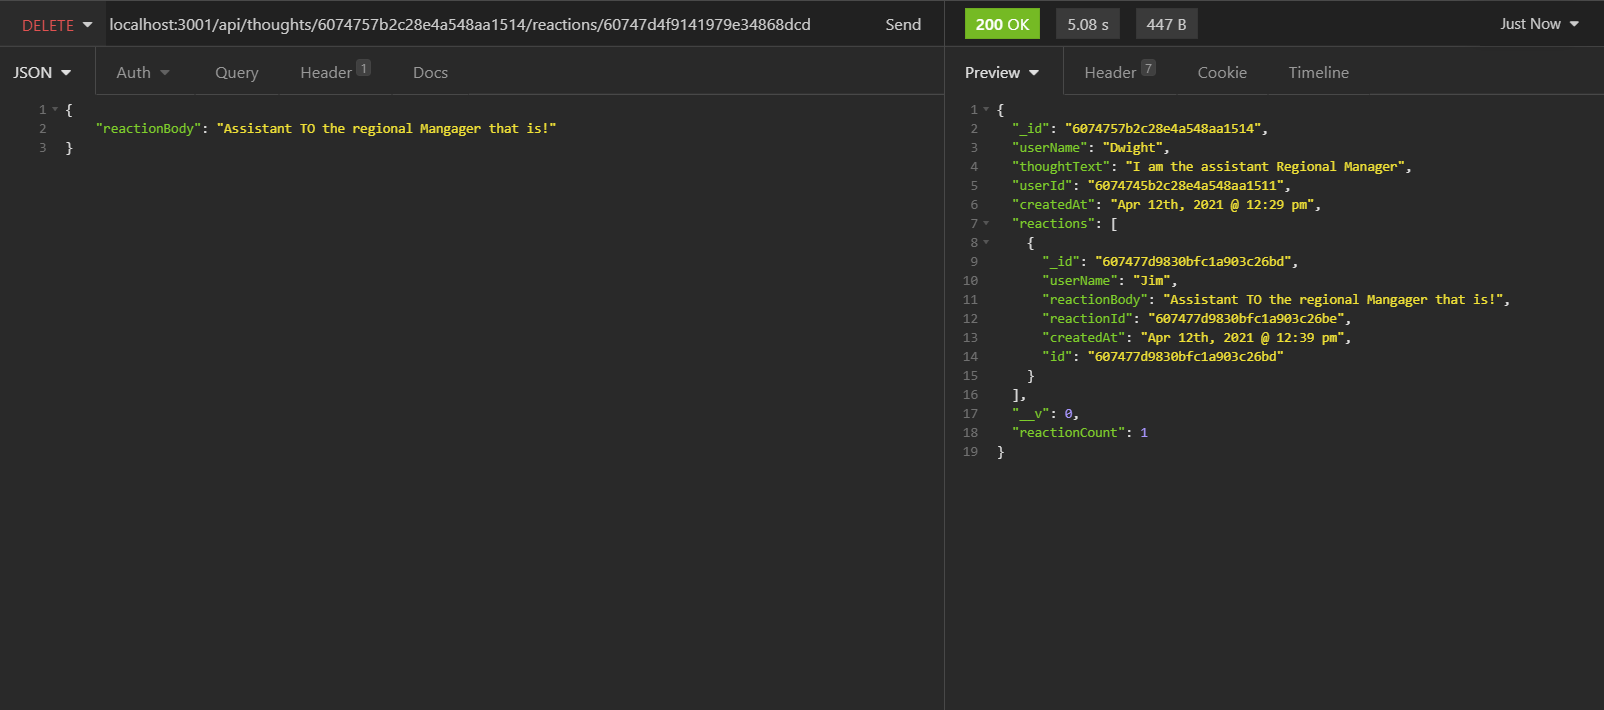 DELETE localhost:3001/api/thoughts/6074757b2c28e4a548aa1514/reactions/60747d4f9141979e34868dcd Send
200 OK 5.08 s 447 B Just Now
JSON Auth Query Header 1 Docs
Preview Header 7 Cookie Timeline
1 {
2 "reactionBody": "Assistant TO the regional Mangager that is!"
3 }
1 {
2 "_id": "6074757b2c28e4a548aa1514",
3 "userName": "Dwight",
4 "thoughtText": "I am the assistant Regional Manager",
5 "userId": "6074745b2c28e4a548aa1511",
6 "createdAt": "Apr 12th, 2021 @ 12:29 pm",
7 "reactions": [
8 {
9 "_id": "607477d9830bfc1a903c26bd",
10 "userName": "Jim",
11 "reactionBody": "Assistant TO the regional Mangager that is!",
12 "reactionId": "607477d9830bfc1a903c26be",
13 "createdAt": "Apr 12th, 2021 @ 12:39 pm",
14 "id": "607477d9830bfc1a903c26bd"
15 }
16 ],
17 "__v": 0,
18 "reactionCount": 1
19 }